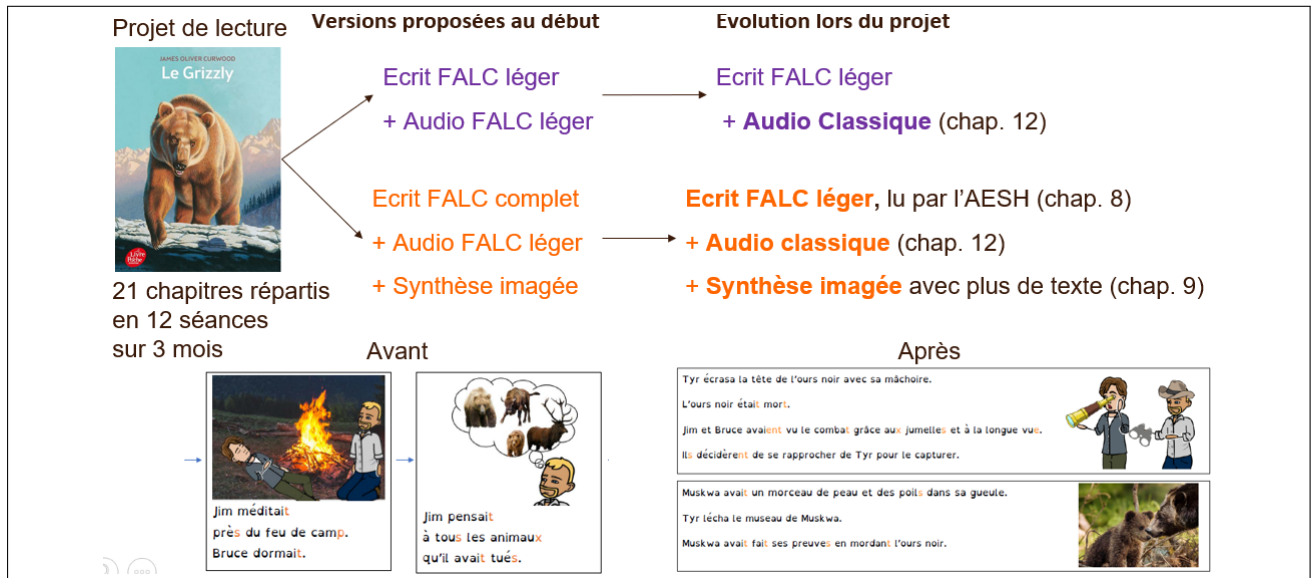 Projet de lecture
Versions proposées au début
Evolution lors du projet
JAMES OLIVER CURWOOD
Le Grizzly
Livre
Poche
21 chapitres répartis
en 12 séances
sur 3 mois
Ecrit FALC léger
+ Audio FALC léger
Ecrit FALC léger
+ Audio Classique (chap. 12)
Ecrit FALC complet
+ Audio FALC léger
+ Synthèse imagée
Ecrit FALC léger, lu par l'AESH (chap. 8)
+ Audio classique (chap. 12)
+ Synthèse imagée avec plus de texte (chap. 9)
Avant
Jim méditait
près du feu de camp.
Bruce dormait.
Jim pensait
à tous les animaux
qu'il avait tués.
Après
Tyr écrasa la tête de l'ours noir avec sa mâchoire.
L'ours noir était mort.
Jim et Bruce avaient vu le combat grâce aux jumelles et à la longue vue.
Ils décidèrent de se rapprocher de Tyr pour le capturer.
Muskwa avait un morceau de peau et des poils dans sa gueule.
Tyr lécha le museau de Muskwa.
Muskwa avait fait ses preuves en mordant l'ours noir.